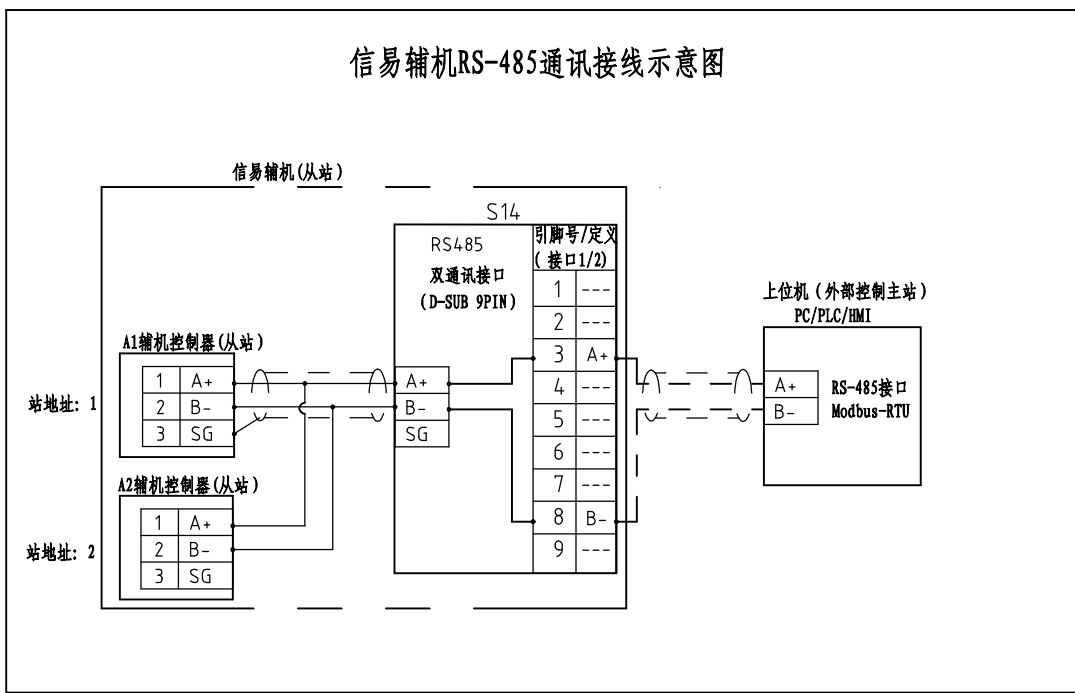 信易辅机RS-485通讯接线示意图
信易辅机(从站)
S14
RS485
双通讯接口
(D-SUB 9PIN)
引脚号/定义
(接口1/2)
1 ---
2 ---
3 A+
4 ---
5 ---
6 ---
7 ---
8 B-
9 ---
A+
B-
SG
A1辅机控制器(从站)
站地址: 1
1 A+
2 B-
3 SG
A2辅机控制器(从站)
站地址: 2
1 A+
2 B-
3 SG
上位机(外部控制主站)
PC/PLC/HMI
A+
B-
RS-485接口
Modbus-RTU